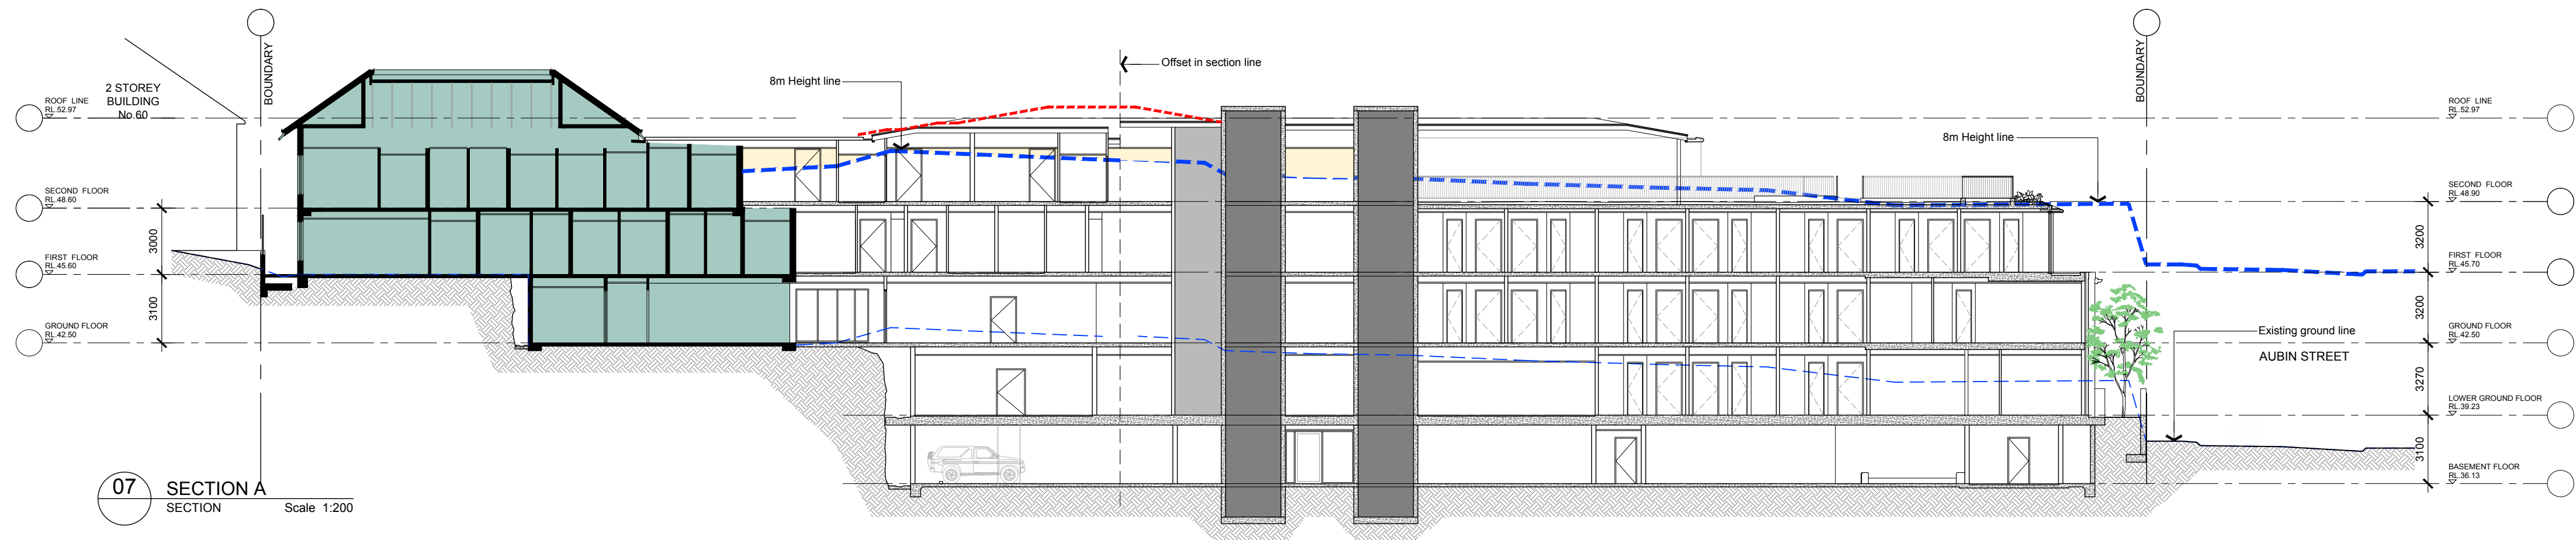 BOUNDARY
2 STOREY
BUILDING
No.60
ROOF LINE
RL.52.97
SECOND FLOOR
RL.48.60
3000
FIRST FLOOR
RL.45.60
3100
GROUND FLOOR
RL.42.50
07
SECTION A
SECTION
Scale 1:200
8m Height line
Offset in section line
8m Height line
BOUNDARY
Existing ground line
AUBIN STREET
ROOF LINE
RL.52.97
SECOND FLOOR
RL.48.90
3200
FIRST FLOOR
RL.45.70
3200
GROUND FLOOR
RL.42.50
3270
LOWER GROUND FLOOR
RL.39.23
3100
BASEMENT FLOOR
RL.36.13